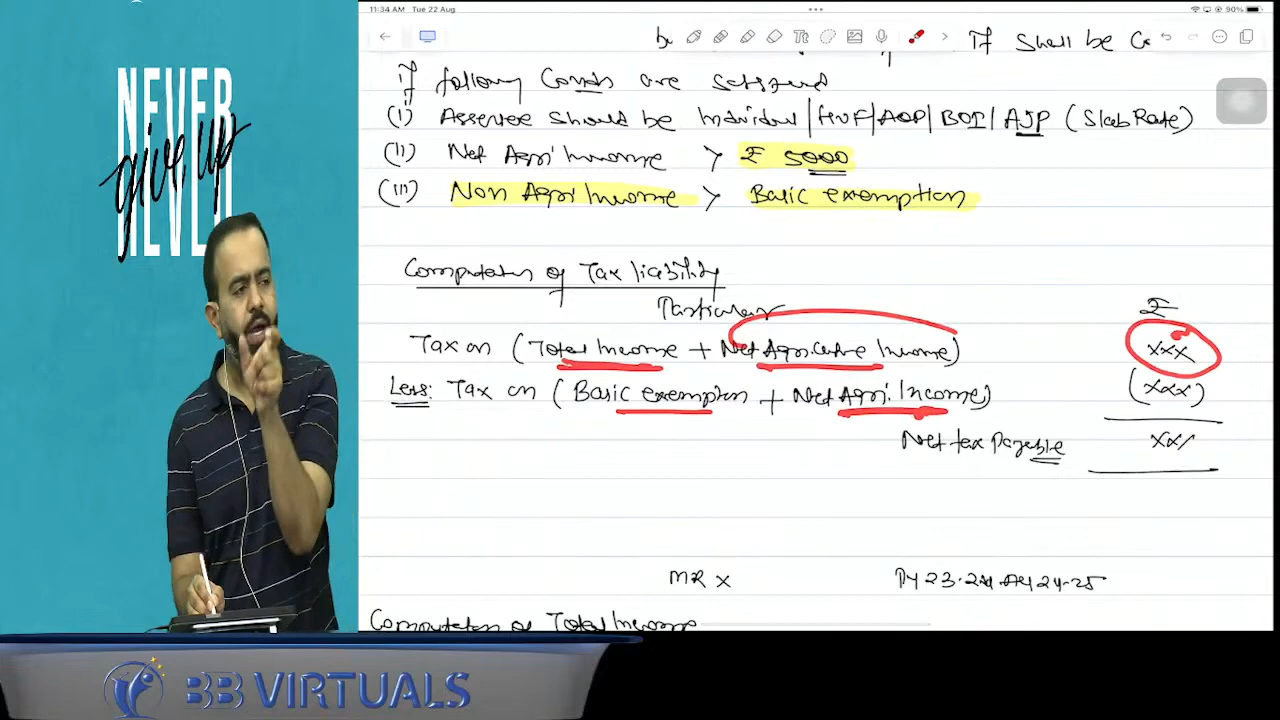 11:34 AM Tue 22 Aug
90%
If Shall be
NEVER
give up
NEVER
If following Conds are satisfied
(i) Assessee should be Individual | HUF | AOP | BOI | AJP (Slab Rate)
(ii) Net Agri Income > ₹ 5000
(iii) Non Agri Income > Basic exemption
Computation of Tax liability
Particulars ₹
Tax on (Total Income + Net Agriculture Income) xxx
Less: Tax on (Basic exemption + Net Agri. Income) (xxx)
Net tax Payable xxx
MR X PY 23-24 AY 24-25
Computation of Total Income
BB VIRTUALS